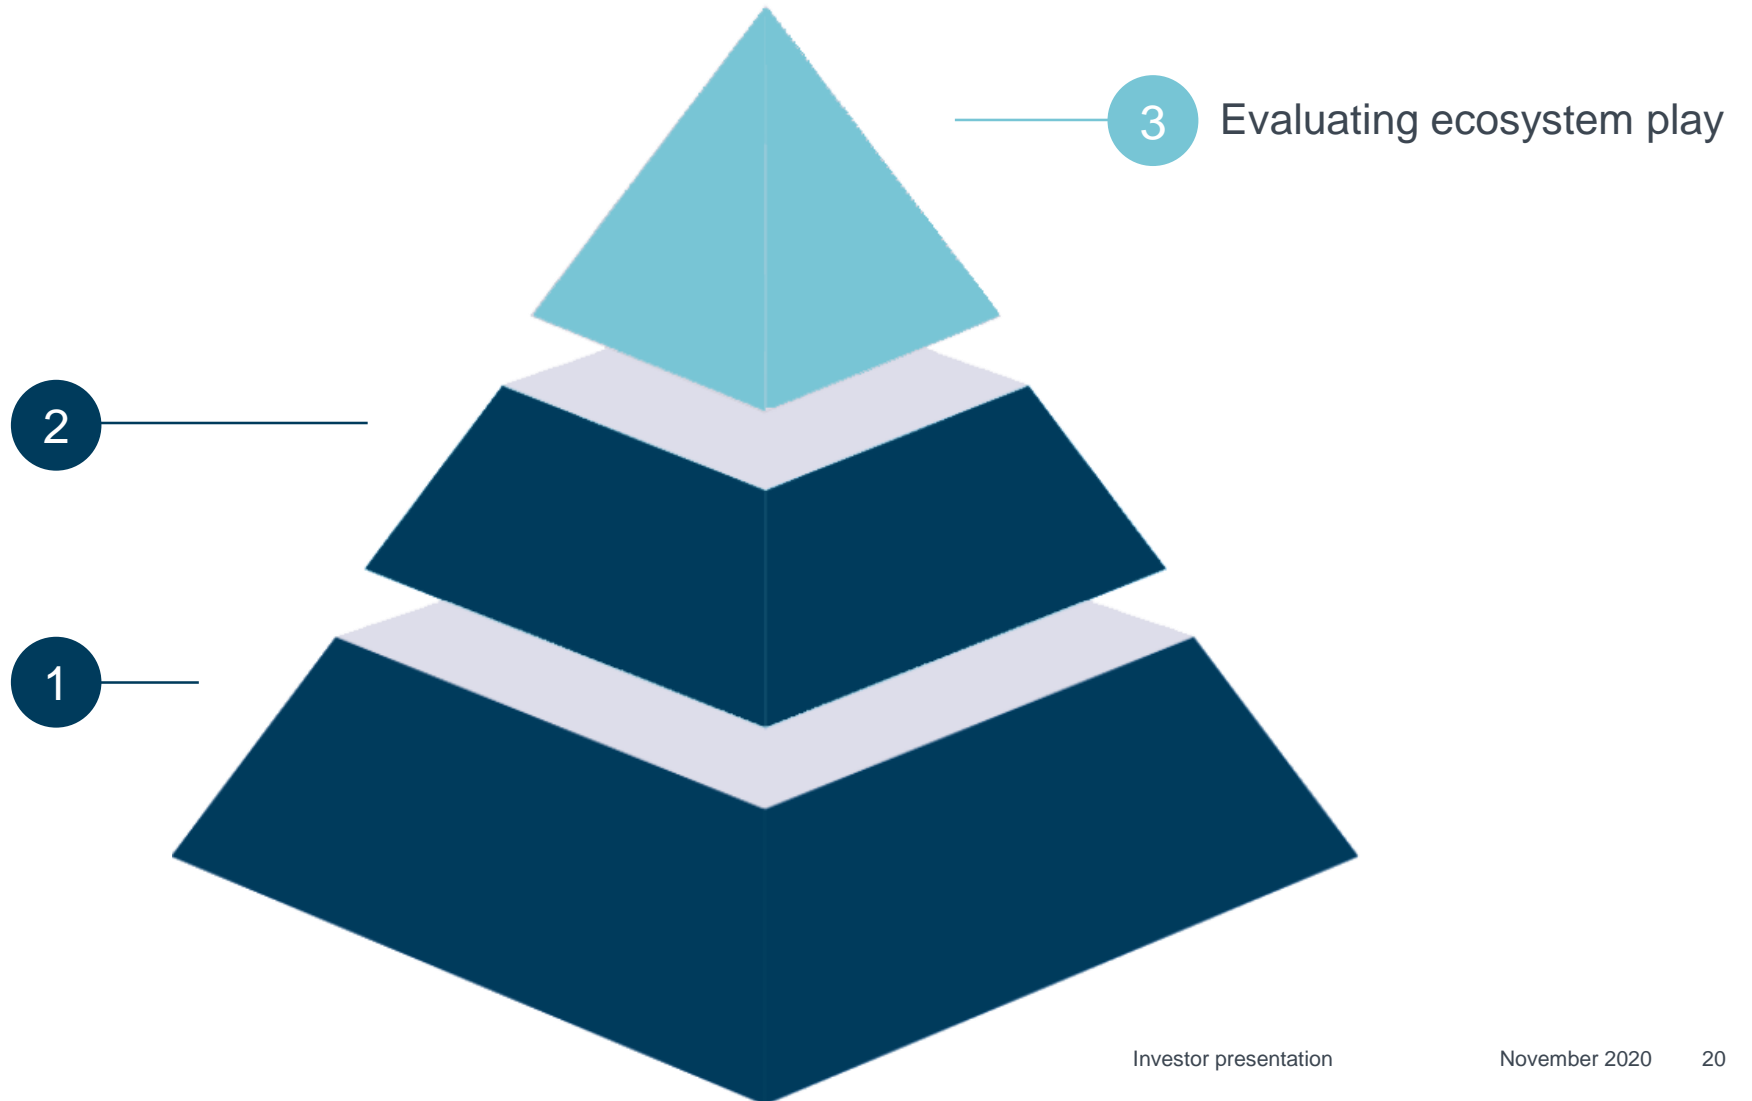 3 Evaluating ecosystem play
2
1
Investor presentation November 2020 20